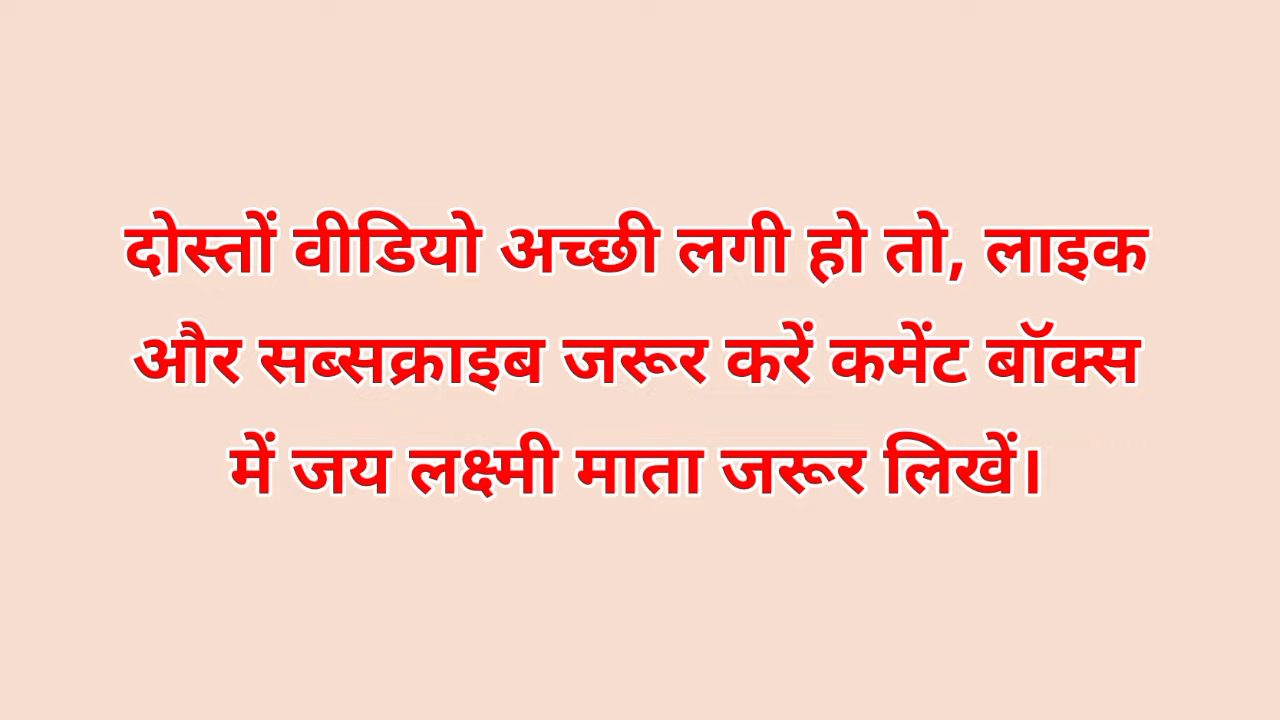 दोस्तों वीडियो अच्छी लगी हो तो, लाइक
और सब्सक्राइब जरूर करें कमेंट बॉक्स
में जय लक्ष्मी माता जरूर लिखें।